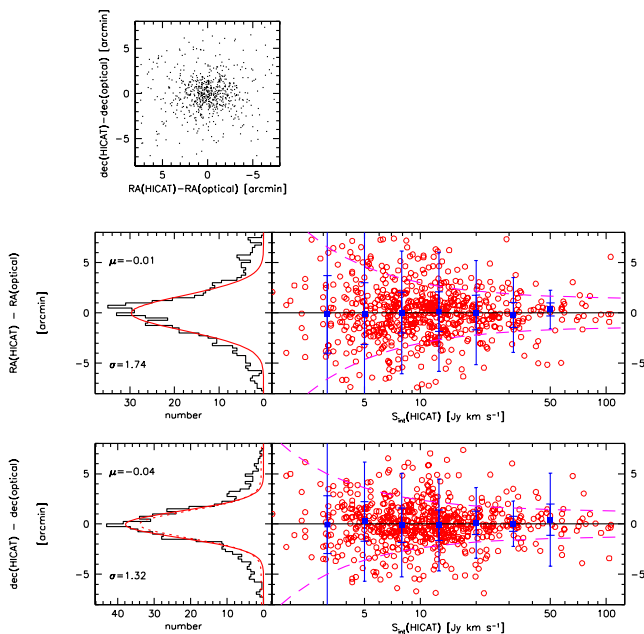 dec(HICAT)−dec(optical) [arcmin]
5
0
−5
5 0 −5
RA(HICAT)−RA(optical) [arcmin]
RA(HICAT) − RA(optical)
[arcmin]
5
0
−5
μ=−0.01
σ=1.74
30 20 10 0
number
5
0
−5
5 10 50 100
S_int(HICAT) [Jy km s⁻¹]
dec(HICAT) − dec(optical)
[arcmin]
5
0
−5
μ=−0.04
σ=1.32
40 30 20 10 0
number
5
0
−5
5 10 50 100
S_int(HICAT) [Jy km s⁻¹]